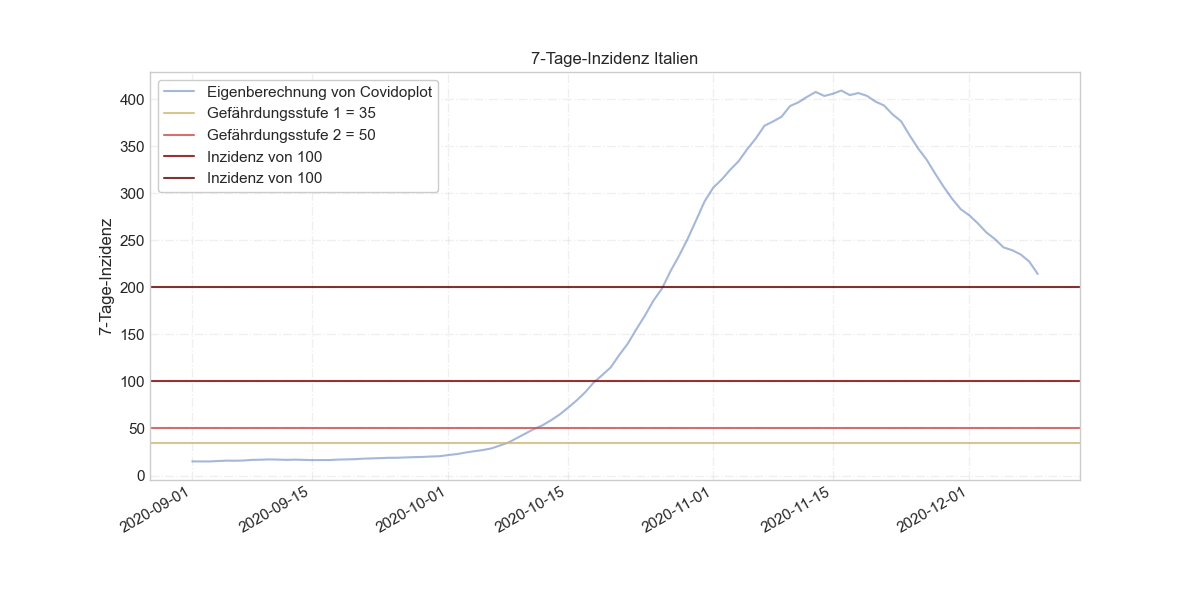 7-Tage-Inzidenz Italien
Eigenberechnung von Covidoplot
Gefährdungsstufe 1 = 35
Gefährdungsstufe 2 = 50
Inzidenz von 100
Inzidenz von 100
7-Tage-Inzidenz
400
350
300
250
200
150
100
50
0
2020-09-01
2020-09-15
2020-10-01
2020-10-15
2020-11-01
2020-11-15
2020-12-01